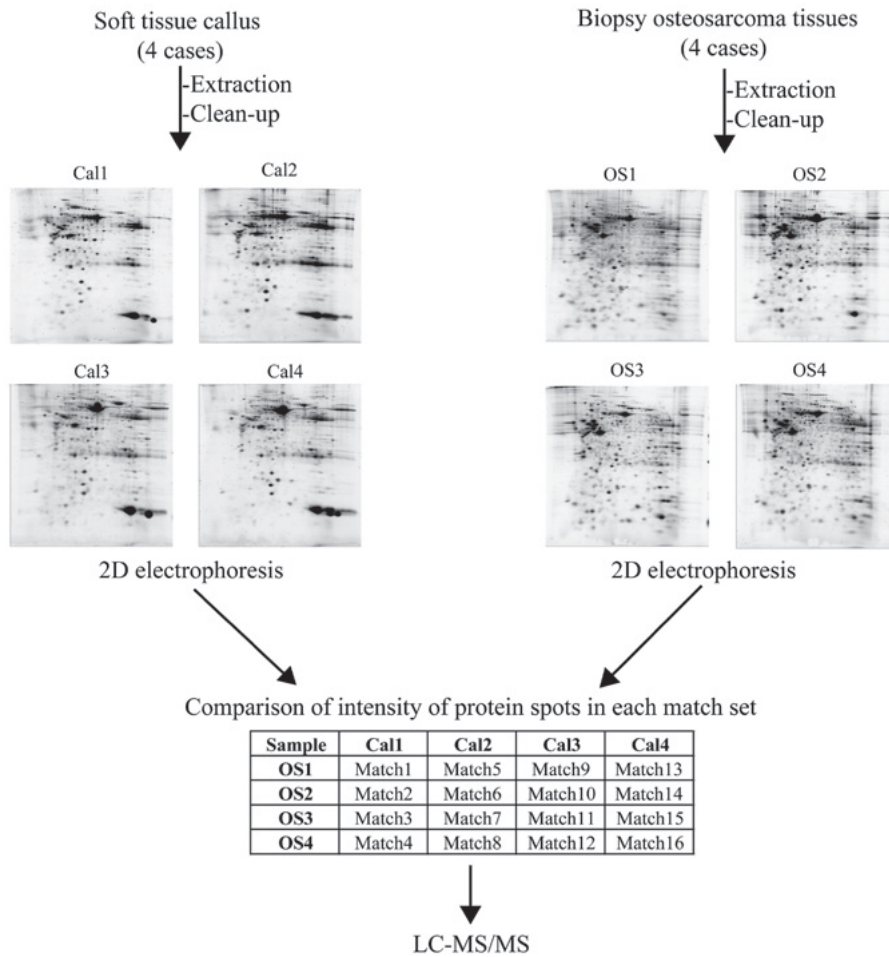 Soft tissue callus
(4 cases)
-Extraction
-Clean-up
Cal1 Cal2
Cal3 Cal4
2D electrophoresis
Biopsy osteosarcoma tissues
(4 cases)
-Extraction
-Clean-up
OS1 OS2
OS3 OS4
2D electrophoresis
Comparison of intensity of protein spots in each match set
Sample Cal1 Cal2 Cal3 Cal4
OS1 Match1 Match5 Match9 Match13
OS2 Match2 Match6 Match10 Match14
OS3 Match3 Match7 Match11 Match15
OS4 Match4 Match8 Match12 Match16
LC-MS/MS